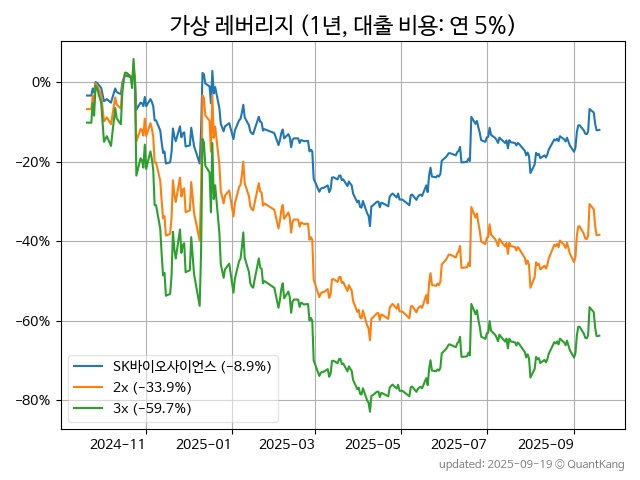 가상 레버리지 (1년, 대출 비용: 연 5%)
0%
−20%
−40%
−60%
−80%
SK바이오사이언스 (−8.9%)
2x (−33.9%)
3x (−59.7%)
2024-11 2025-01 2025-03 2025-05 2025-07 2025-09
updated: 2025-09-19 © QuantKang